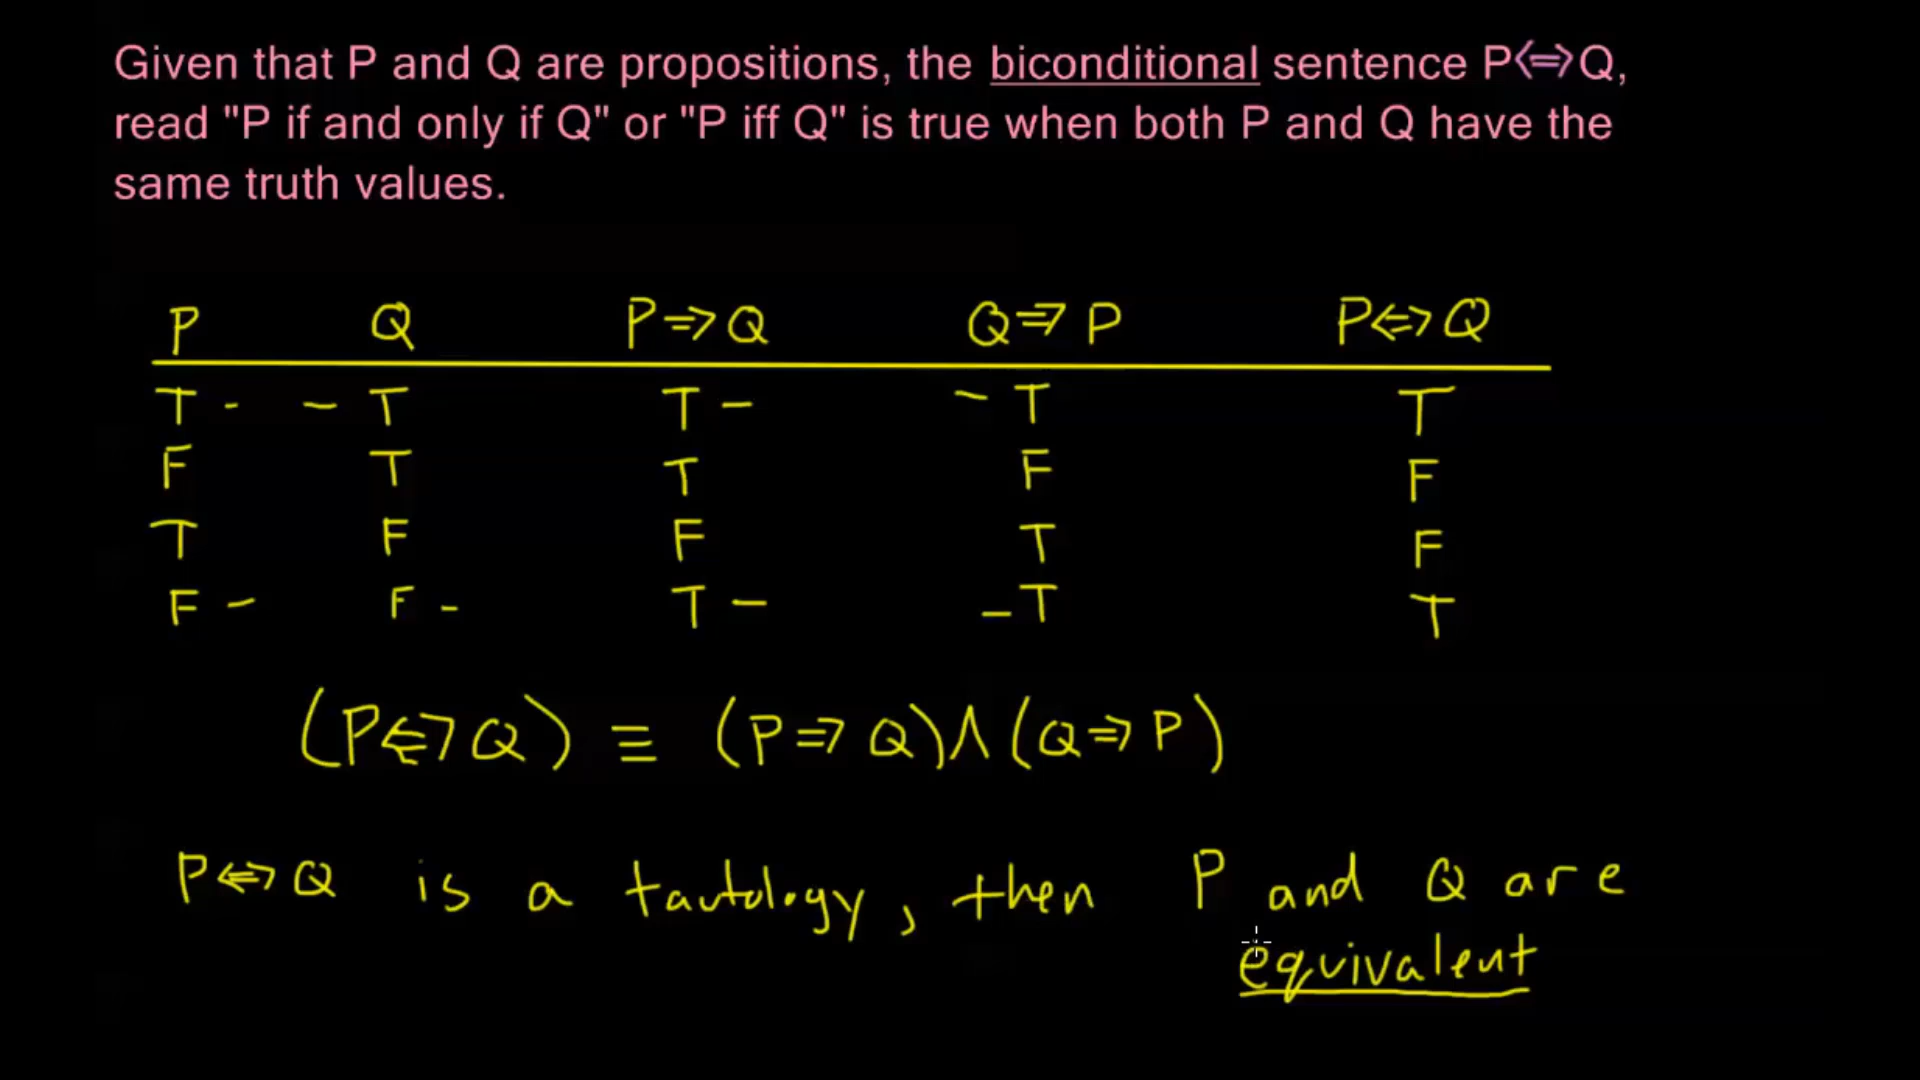 Given that P and Q are propositions, the biconditional sentence P⇔Q,
read "P if and only if Q" or "P iff Q" is true when both P and Q have the
same truth values.
P Q P⇒Q Q⇒P P⇔Q
T - - T T - - T T
F T T F F
T F F T F
F - F - T - - T T
(P⇔Q) ≡ (P⇒Q)∧(Q⇒P)
P⇔Q is a tautology, then P and Q are
equivalent